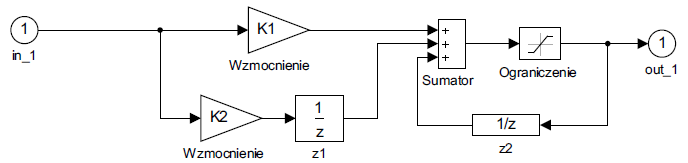 1
in_1
K1
Wzmocnienie
K2
Wzmocnienie
1
z
z1
+
+
+
Sumator
Ograniczenie
1/z
z2
1
out_1